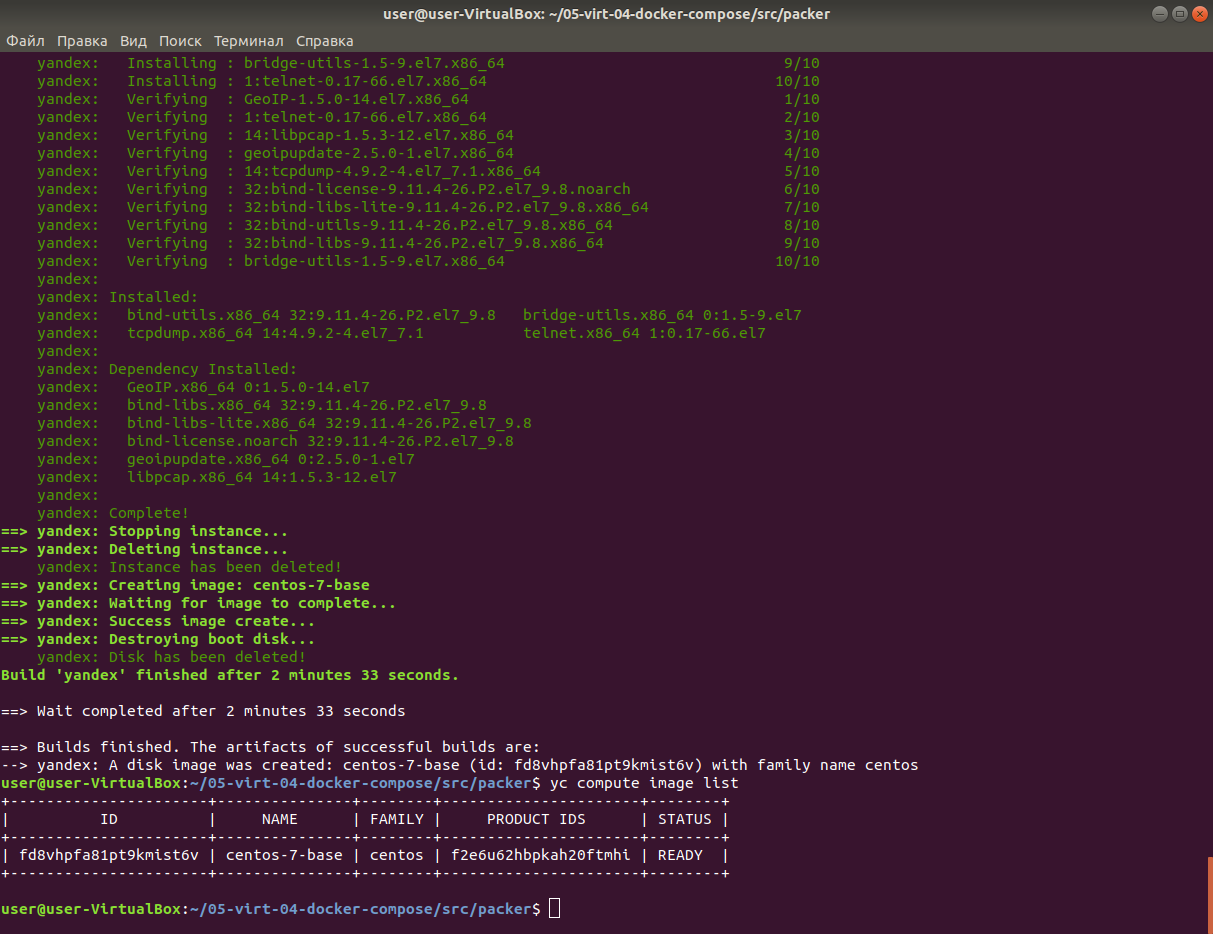 user@user-VirtualBox: ~/05-virt-04-docker-compose/src/packer
Файл Правка Вид Поиск Терминал Справка
    yandex:   Installing : bridge-utils-1.5-9.el7.x86_64                               9/10
    yandex:   Installing : 1:telnet-0.17-66.el7.x86_64                                10/10
    yandex:   Verifying  : GeoIP-1.5.0-14.el7.x86_64                                   1/10
    yandex:   Verifying  : 1:telnet-0.17-66.el7.x86_64                                 2/10
    yandex:   Verifying  : 14:libpcap-1.5.3-12.el7.x86_64                              3/10
    yandex:   Verifying  : geoipupdate-2.5.0-1.el7.x86_64                              4/10
    yandex:   Verifying  : 14:tcpdump-4.9.2-4.el7_7.1.x86_64                           5/10
    yandex:   Verifying  : 32:bind-license-9.11.4-26.P2.el7_9.8.noarch                 6/10
    yandex:   Verifying  : 32:bind-libs-lite-9.11.4-26.P2.el7_9.8.x86_64               7/10
    yandex:   Verifying  : 32:bind-utils-9.11.4-26.P2.el7_9.8.x86_64                   8/10
    yandex:   Verifying  : 32:bind-libs-9.11.4-26.P2.el7_9.8.x86_64                    9/10
    yandex:   Verifying  : bridge-utils-1.5-9.el7.x86_64                              10/10
    yandex:
    yandex: Installed:
    yandex:   bind-utils.x86_64 32:9.11.4-26.P2.el7_9.8   bridge-utils.x86_64 0:1.5-9.el7
    yandex:   tcpdump.x86_64 14:4.9.2-4.el7_7.1           telnet.x86_64 1:0.17-66.el7
    yandex:
    yandex: Dependency Installed:
    yandex:   GeoIP.x86_64 0:1.5.0-14.el7
    yandex:   bind-libs.x86_64 32:9.11.4-26.P2.el7_9.8
    yandex:   bind-libs-lite.x86_64 32:9.11.4-26.P2.el7_9.8
    yandex:   bind-license.noarch 32:9.11.4-26.P2.el7_9.8
    yandex:   geoipupdate.x86_64 0:2.5.0-1.el7
    yandex:   libpcap.x86_64 14:1.5.3-12.el7
    yandex:
    yandex: Complete!
==> yandex: Stopping instance...
==> yandex: Deleting instance...
    yandex: Instance has been deleted!
==> yandex: Creating image: centos-7-base
==> yandex: Waiting for image to complete...
==> yandex: Success image create...
==> yandex: Destroying boot disk...
    yandex: Disk has been deleted!
Build 'yandex' finished after 2 minutes 33 seconds.
==> Wait completed after 2 minutes 33 seconds
==> Builds finished. The artifacts of successful builds are:
--> yandex: A disk image was created: centos-7-base (id: fd8vhpfa81pt9kmist6v) with family name centos
user@user-VirtualBox:~/05-virt-04-docker-compose/src/packer$ yc compute image list
+----------------------+---------------+--------+----------------------+--------+
|          ID          |     NAME      | FAMILY |     PRODUCT IDS      | STATUS |
+----------------------+---------------+--------+----------------------+--------+
| fd8vhpfa81pt9kmist6v | centos-7-base | centos | f2e6u62hbpkah20ftmhi | READY  |
+----------------------+---------------+--------+----------------------+--------+
user@user-VirtualBox:~/05-virt-04-docker-compose/src/packer$